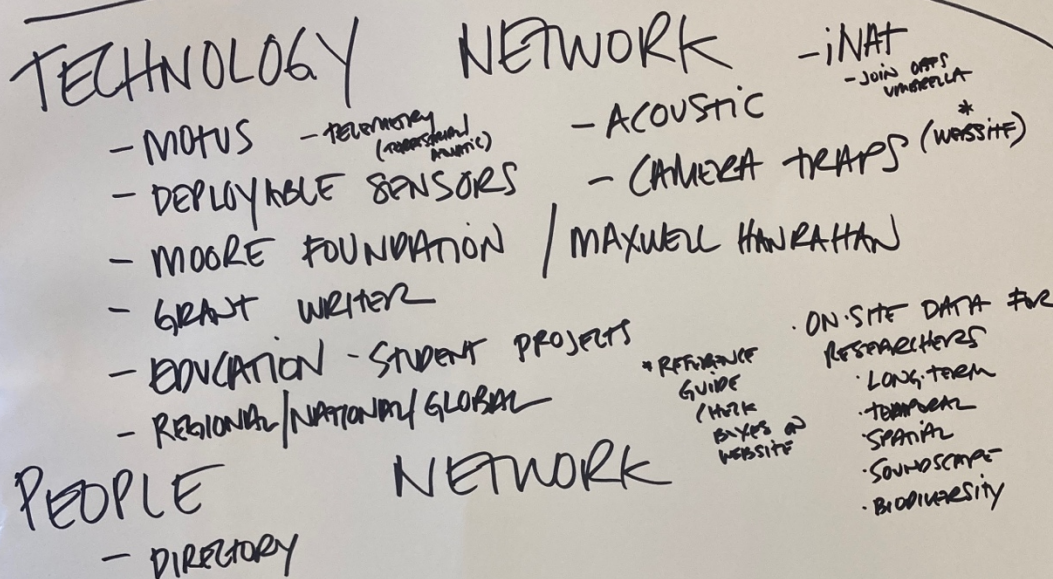 TECHNOLOGY NETWORK
- iNAT
- JOIN OBFS
UMBRELLA
- MOTUS - TELEMETRY
(TERRESTRIAL/
AQUATIC)
- ACOUSTIC
- DEPLOYABLE SENSORS
- CAMERA TRAPS (WEBSITE)
*
- MOORE FOUNDATION / MAXWELL HANRAHAN
- GRANT WRITER
- EDUCATION - STUDENT PROJECTS
- REGIONAL/NATIONAL/GLOBAL
* REFERENCE
GUIDE
CHECK
BOXES ON
WEBSITE
· ON·SITE DATA FOR
RESEARCHERS
· LONG·TERM
· TEMPORAL
· SPATIAL
· SOUNDSCAPE
· BIODIVERSITY
PEOPLE NETWORK
- DIRECTORY